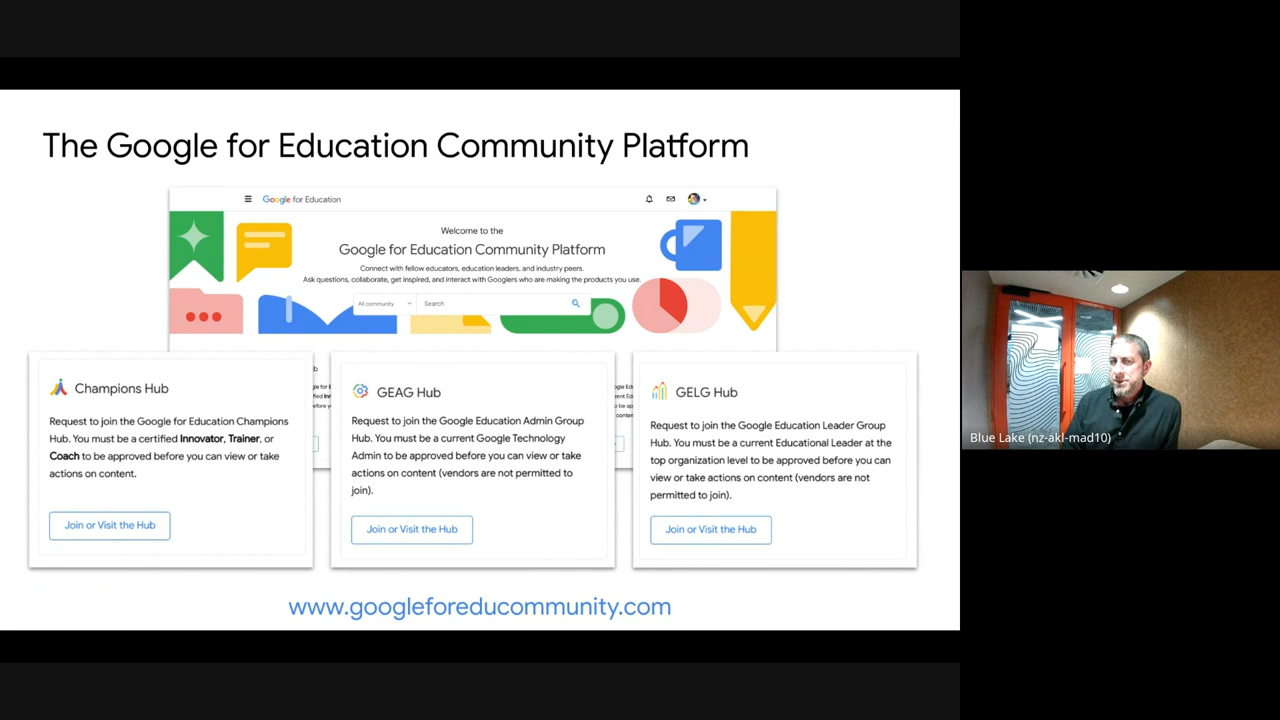 The Google for Education Community Platform
Google for Education
Welcome to the
Google for Education Community Platform
Connect with fellow educators, education leaders, and industry peers.
Ask questions, collaborate, get inspired, and interact with Googlers who are making the products you use.
All community
Search
Champions Hub
Request to join the Google for Education Champions
Hub. You must be a certified Innovator, Trainer, or
Coach to be approved before you can view or take
actions on content.
Join or Visit the Hub
GEAG Hub
Request to join the Google Education Admin Group
Hub. You must be a current Google Technology
Admin to be approved before you can view or take
actions on content (vendors are not permitted to
join).
Join or Visit the Hub
GELG Hub
Request to join the Google Education Leader Group
Hub. You must be a current Educational Leader at the
top organization level to be approved before you can
view or take actions on content (vendors are not
permitted to join).
Join or Visit the Hub
www.googleforeducommunity.com
Blue Lake (nz-akl-mad10)